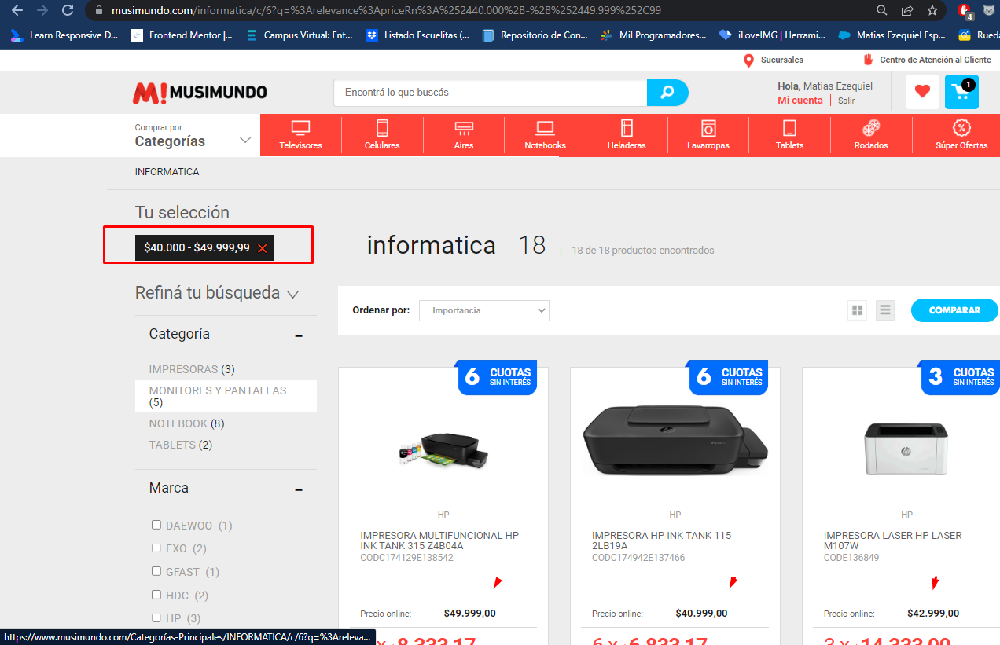 musimundo.com/informatica/c/6?q=%3Arelevance%3ApriceRn%3A%252440.000%2B-%2B%252449.999%252C99
4
Learn Responsive D... Frontend Mentor |... Campus Virtual: Ent... Listado Escuelitas (... Repositorio de Con... Mil Programadores... iLoveIMG | Herrami... Matias Ezequiel Esp... Rueda
Sucursales Centro de Atención al Cliente
M! MUSIMUNDO
Encontrá lo que buscás
Hola, Matias Ezequiel
Mi cuenta Salir
1
Comprar por
Categorías
Televisores Celulares Aires Notebooks Heladeras Lavarropas Tablets Rodados Súper Ofertas
INFORMATICA
Tu selección
$40.000 - $49.999,99
informatica 18 | 18 de 18 productos encontrados
Refiná tu búsqueda
Ordenar por: Importancia COMPARAR
Categoría
IMPRESORAS (3)
MONITORES Y PANTALLAS
(5)
NOTEBOOK (8)
TABLETS (2)
Marca
DAEWOO (1)
EXO (2)
GFAST (1)
HDC (2)
HP (3)
6 CUOTAS
SIN INTERÉS
HP
IMPRESORA MULTIFUNCIONAL HP
INK TANK 315 Z4B04A
CODC174129E138542
Precio online: $49.999,00
x 8.333,17
6 CUOTAS
SIN INTERÉS
HP
IMPRESORA HP INK TANK 115
2LB19A
CODC174942E137466
Precio online: $40.999,00
6 x 6.833,17
3 CUOTAS
SIN INTERÉS
hp
HP
IMPRESORA LASER HP LASER
M107W
CODE136849
Precio online: $42.999,00
3 x 14.333,00
https://www.musimundo.com/Categorías-Principales/INFORMATICA/c/6?q=%3Areleva...